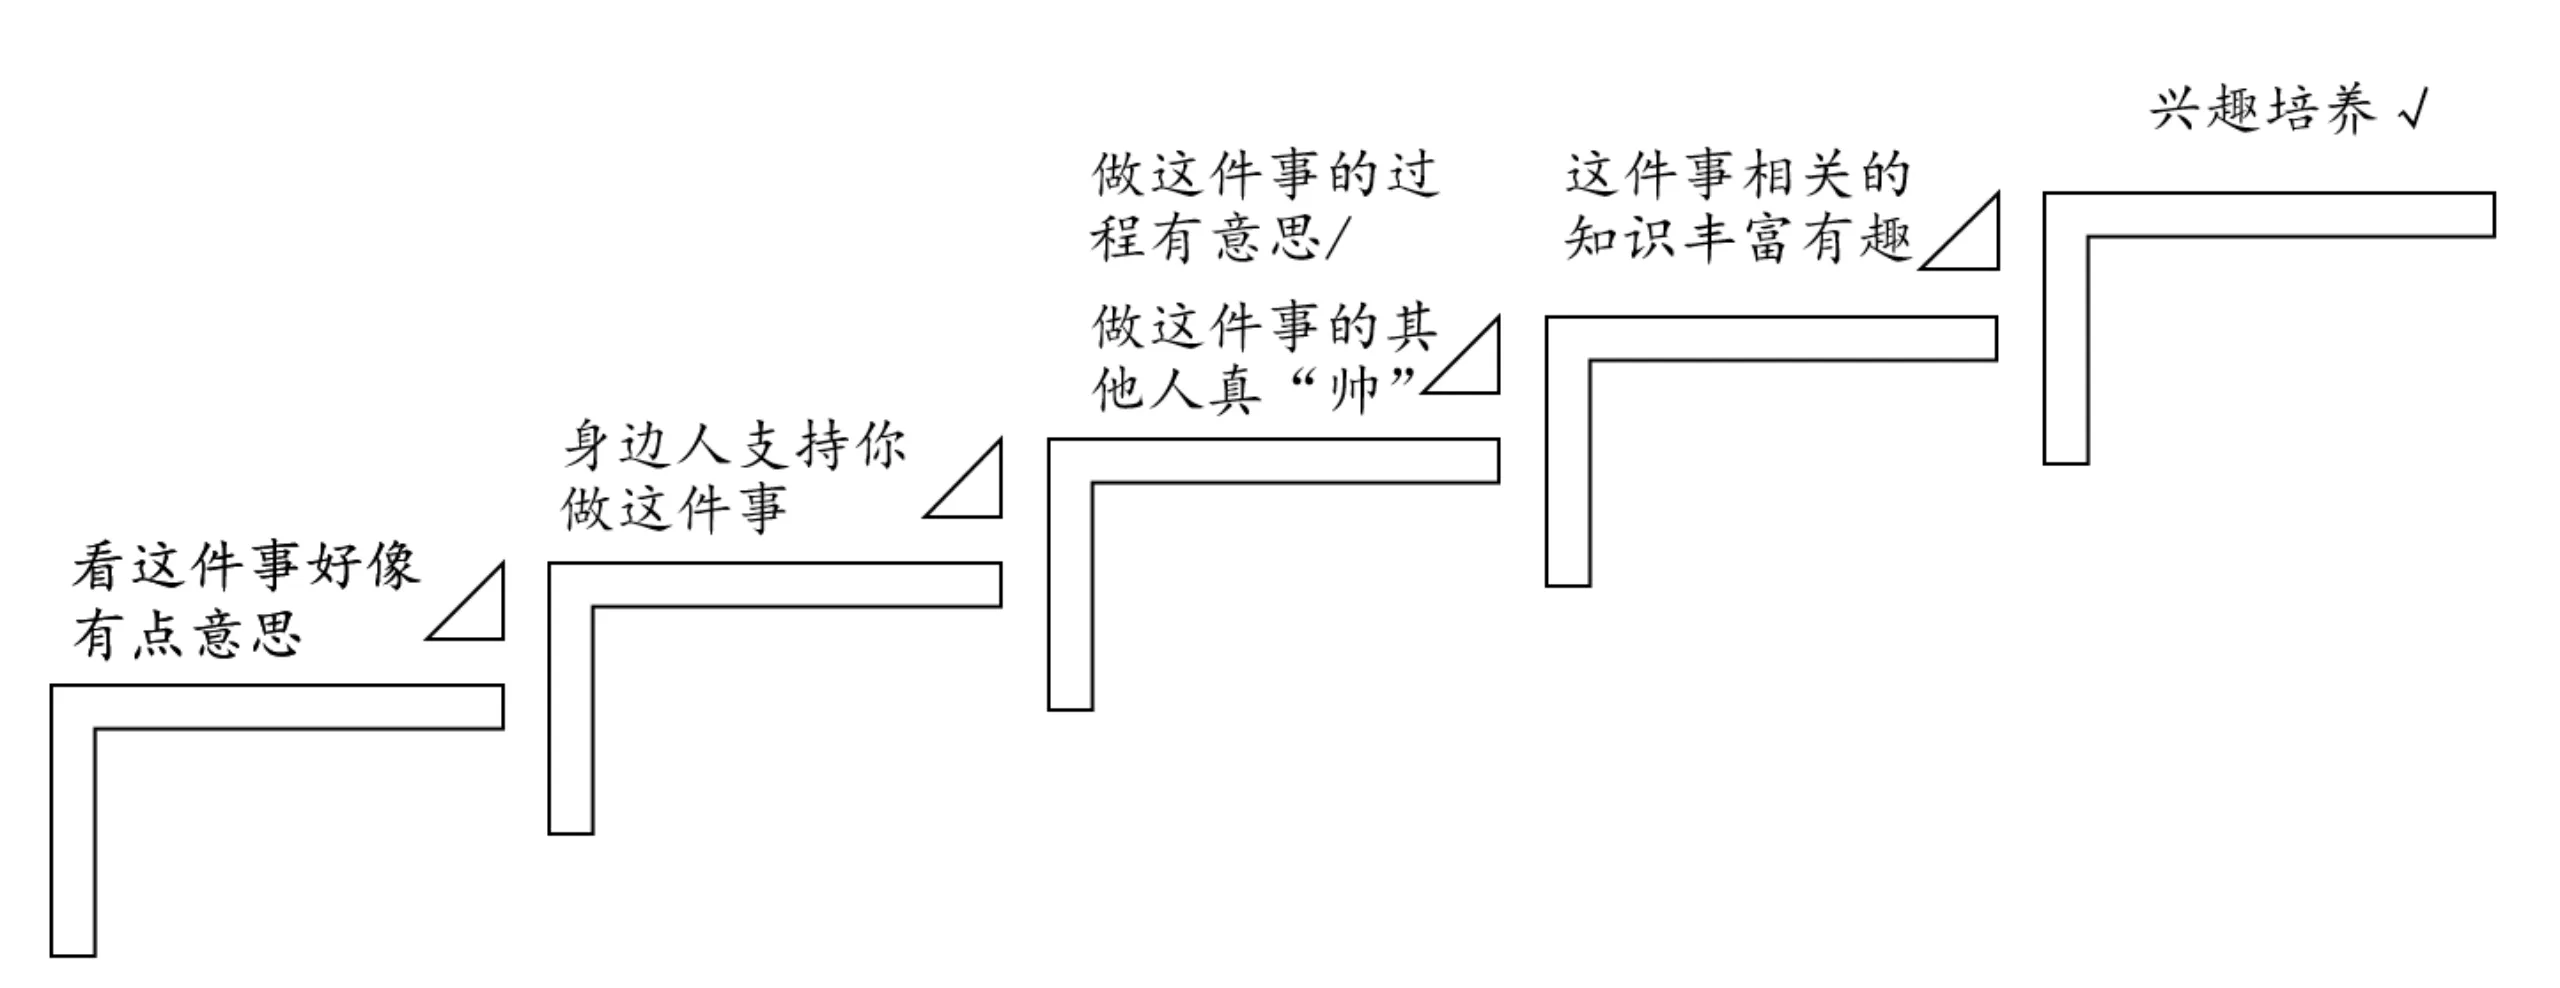 看这件事好像
有点意思
身边人支持你
做这件事
做这件事的过
程有意思/
做这件事的其
他人真“帅”
这件事相关的
知识丰富有趣
兴趣培养√